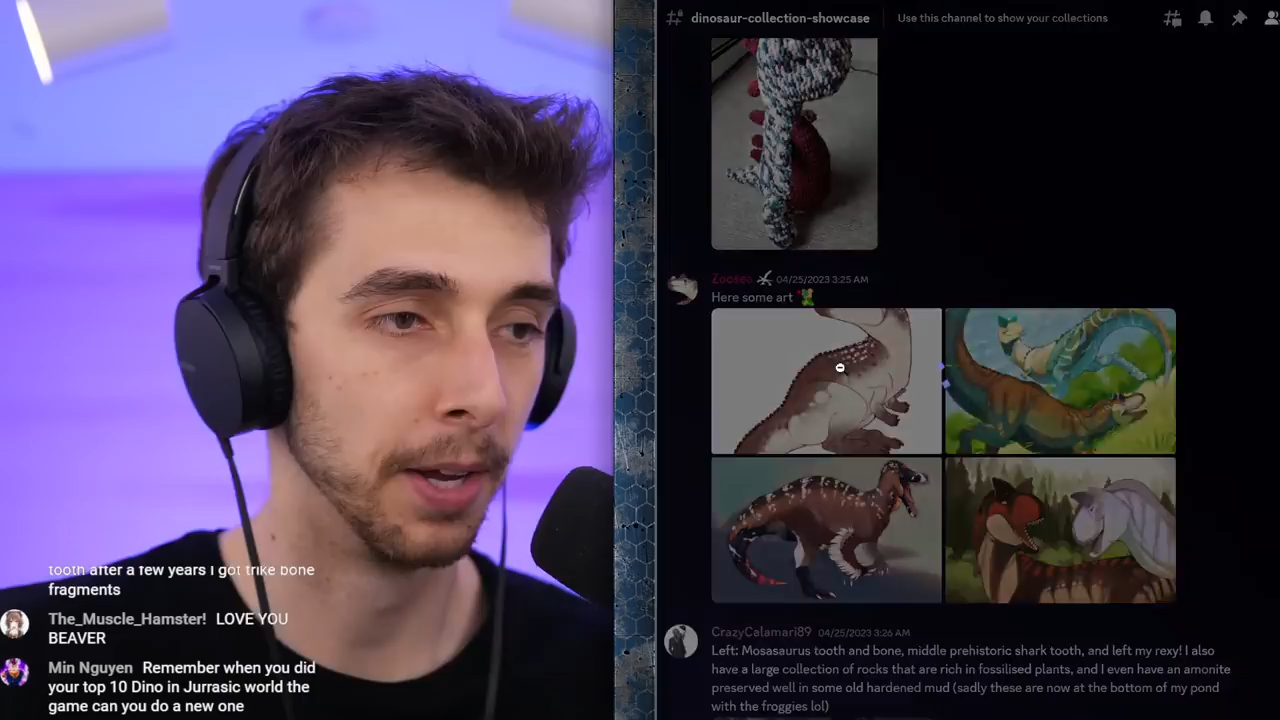 dinosaur-collection-showcase
Use this channel to show your collections
Zoosea 04/25/2023 3:25 AM
Here some art
CrazyCalamari89 04/25/2023 3:26 AM
Left: Mosasaurus tooth and bone, middle prehistoric shark tooth, and left my rexy! I also
have a large collection of rocks that are rich in fossilised plants, and I even have an amonite
preserved well in some old hardened mud (sadly these are now at the bottom of my pond
with the froggies lol)
tooth after a few years I got trike bone
fragments
The_Muscle_Hamster! LOVE YOU
BEAVER
Min Nguyen Remember when you did
your top 10 Dino in Jurrasic world the
game can you do a new one